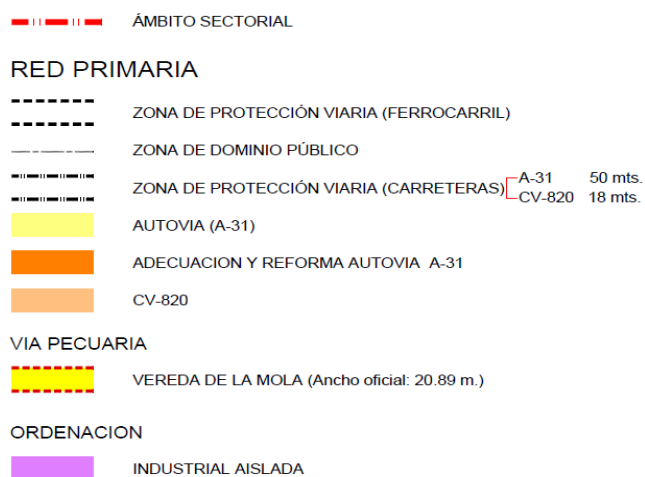 ÁMBITO SECTORIAL
RED PRIMARIA
ZONA DE PROTECCIÓN VIARIA (FERROCARRIL)
ZONA DE DOMINIO PÚBLICO
ZONA DE PROTECCIÓN VIARIA (CARRETERAS) A-31 50 mts.
CV-820 18 mts.
AUTOVIA (A-31)
ADECUACION Y REFORMA AUTOVIA A-31
CV-820
VIA PECUARIA
VEREDA DE LA MOLA (Ancho oficial: 20.89 m.)
ORDENACION
INDUSTRIAL AISLADA